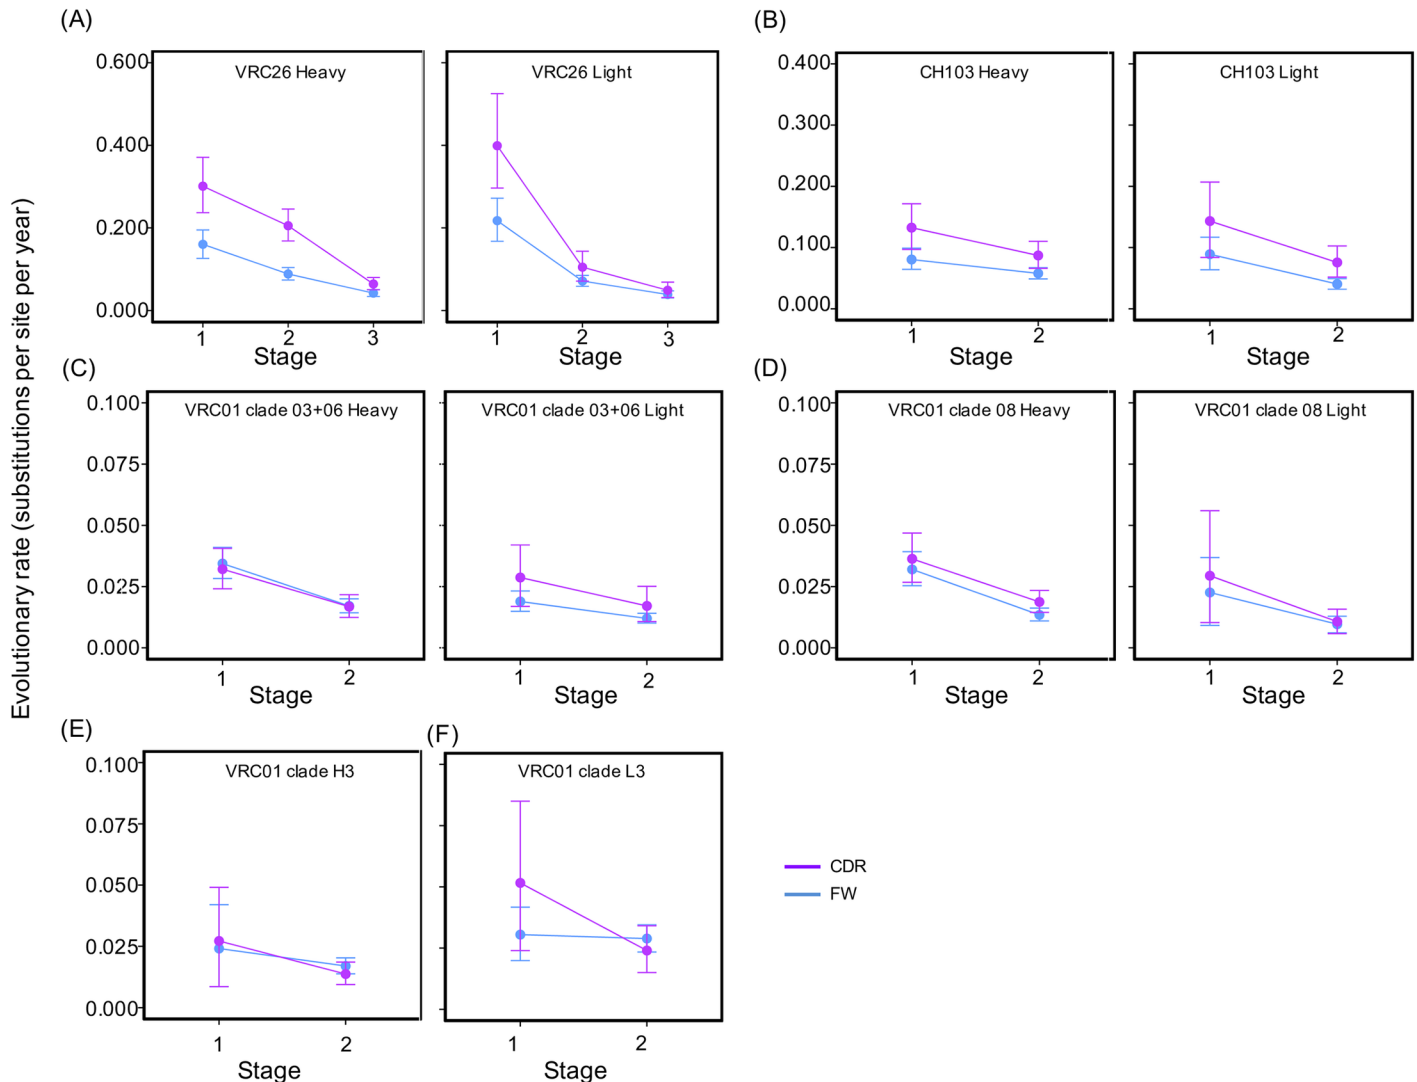 (A)
(B)
VRC26 Heavy
VRC26 Light
CH103 Heavy
CH103 Light
0.600
0.400
0.200
0.000
0.400
0.300
0.200
0.100
0.000
1 2 3
1 2 3
1 2
1 2
Stage
Stage
Stage
Stage
Evolutionary rate (substitutions per site per year)
(C)
(D)
VRC01 clade 03+06 Heavy
VRC01 clade 03+06 Light
VRC01 clade 08 Heavy
VRC01 clade 08 Light
0.100
0.075
0.050
0.025
0.000
0.100
0.075
0.050
0.025
0.000
1 2
1 2
1 2
1 2
Stage
Stage
Stage
Stage
(E)
(F)
VRC01 clade H3
VRC01 clade L3
0.100
0.075
0.050
0.025
0.000
1 2
1 2
Stage
Stage
CDR
FW